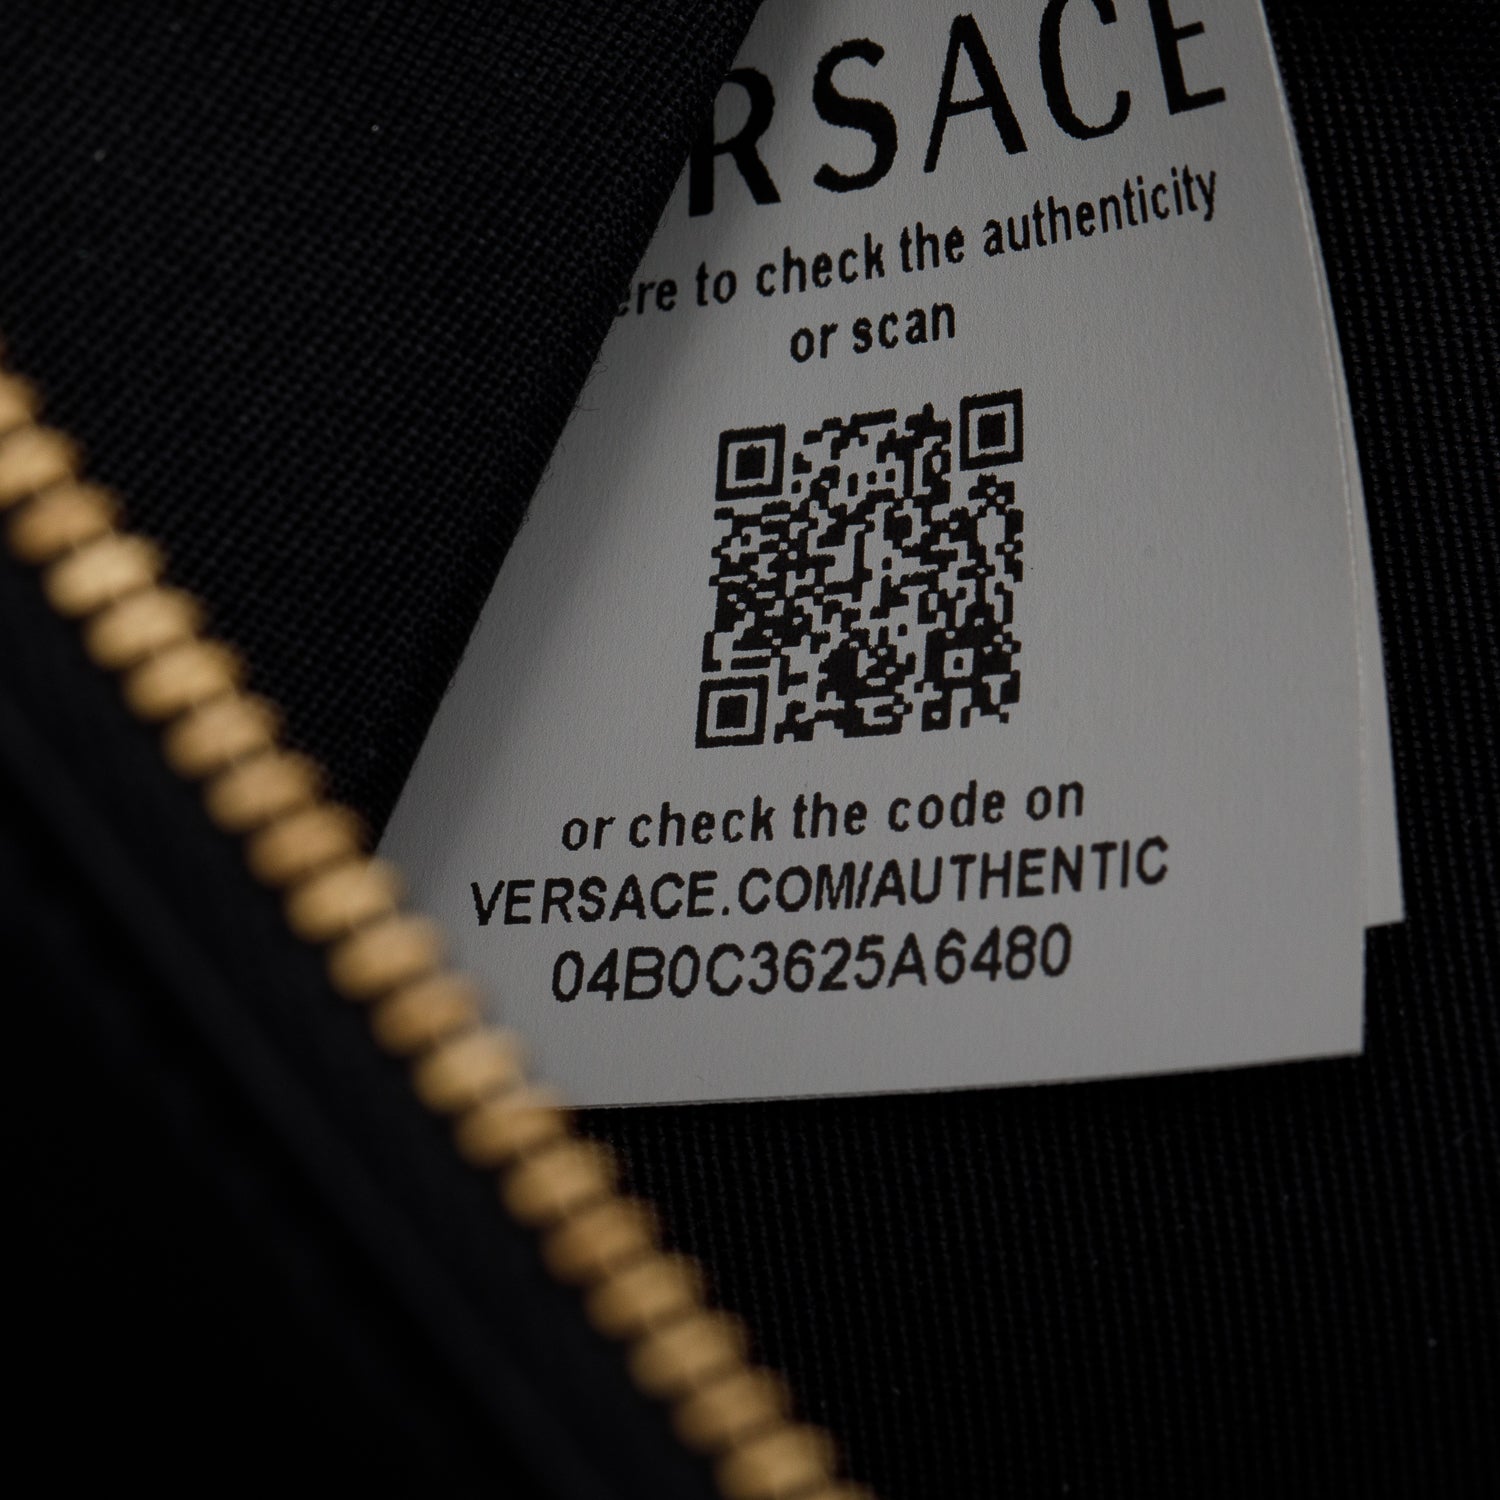 RSACE
ere to check the authenticity
or scan
or check the code on
VERSACE.COM/AUTHENTIC
04B0C3625A6480